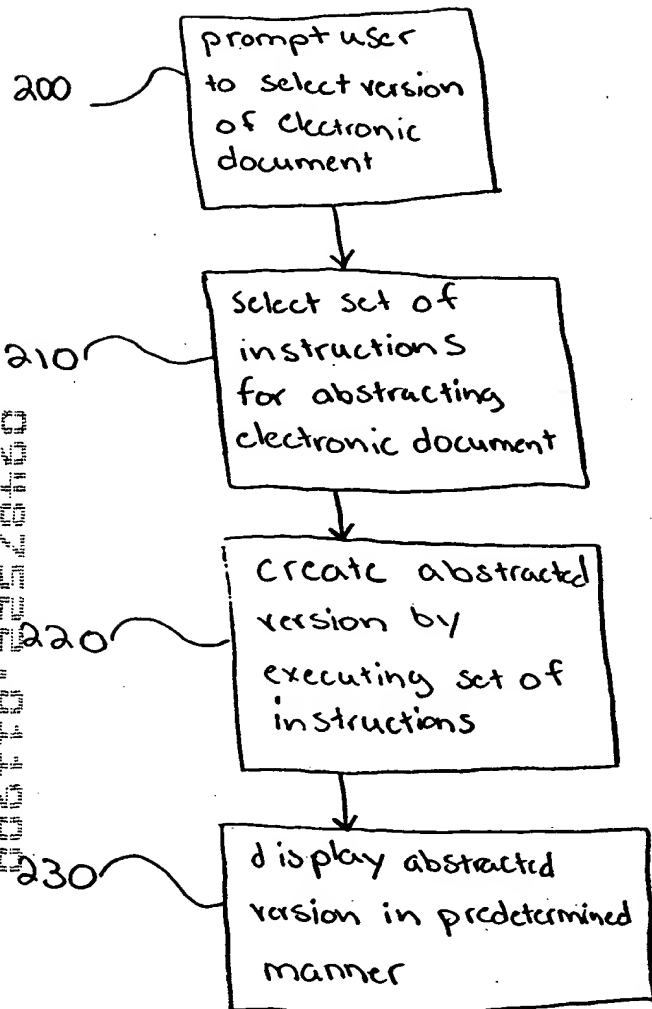 200
prompt user
to select version
of electronic
document
210
select set of
instructions
for abstracting
electronic document
220
create abstracted
version by
executing set of
instructions
230
display abstracted
version in predetermined
manner